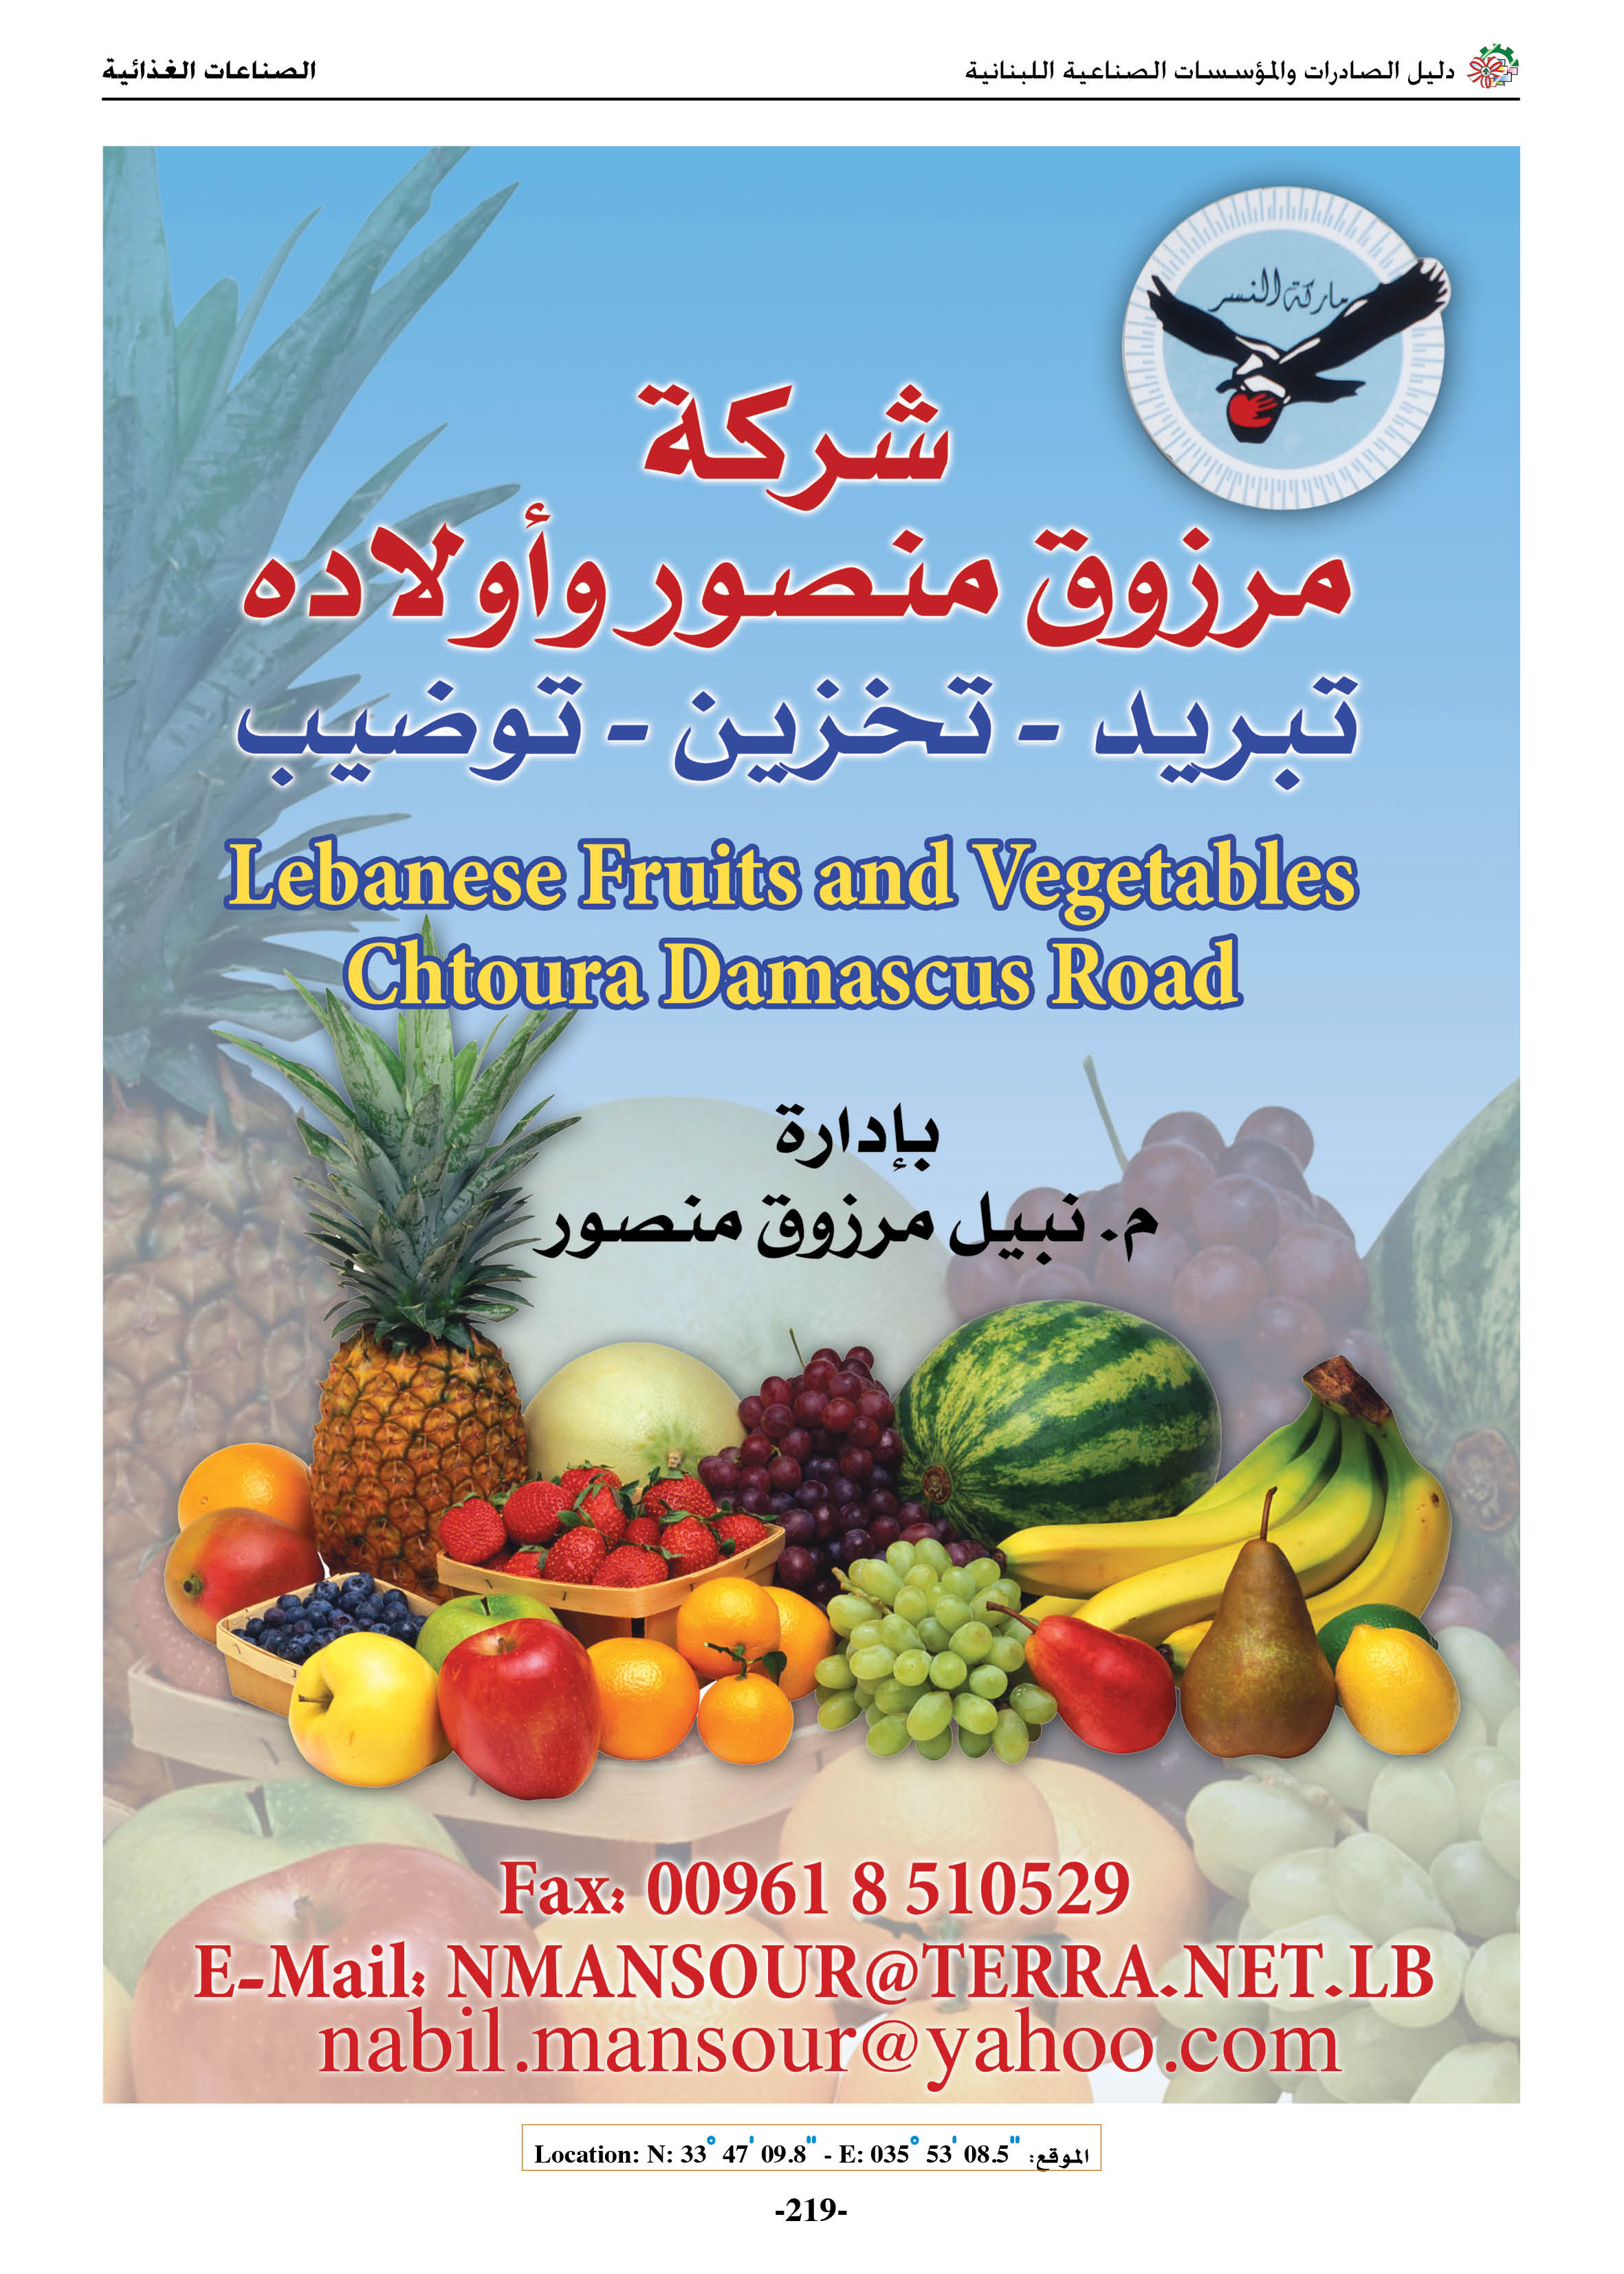 دليل الصادرات والمؤسسات الصناعية اللبنانية
الصناعات الغذائية
ماركة النسر
شركة
مرزوق منصور وأولاده
تبريد - تخزين - توضيب
Lebanese Fruits and Vegetables
Chtoura Damascus Road
بإدارة
م. نبيل مرزوق منصور
Fax: 00961 8 510529
E-Mail: NMANSOUR@TERRA.NET.LB
nabil.mansour@yahoo.com
Location: N: 33° 47' 09.8" - E: 035° 53' 08.5" الموقع:
-219-